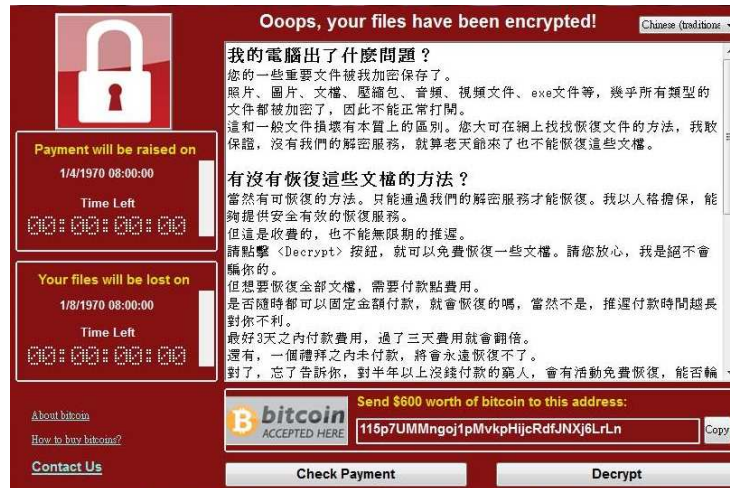 Ooops, your files have been encrypted!
Chinese (traditiona
我的電腦出了什麼問題？
您的一些重要文件被我加密保存了。
照片、圖片、文檔、壓縮包、音頻、視頻文件、exe文件等，幾乎所有類型的
文件都被加密了，因此不能正常打開。
這和一般文件損壞有本質上的區別。您大可在網上找找恢復文件的方法，我敢
保證，沒有我們的解密服務，就算老天爺來了也不能恢復這些文檔。
有沒有恢復這些文檔的方法？
當然有可恢復的方法。只能通過我們的解密服務才能恢復。我以人格擔保，能
夠提供安全有效的恢復服務。
但這是收費的，也不能無限期的推遲。
請點擊 <Decrypt> 按鈕，就可以免費恢復一些文檔。請您放心，我是絕不會
騙你的。
但想要恢復全部文檔，需要付款點費用。
是否隨時都可以固定金額付款，就會恢復的嗎，當然不是，推遲付款時間越長
對你不利。
最好3天之內付款費用，過了三天費用就會翻倍。
還有，一個禮拜之內未付款，將會永遠恢復不了。
對了，忘了告訴你，對半年以上沒錢付款的窮人，會有活動免費恢復，能否輪
Payment will be raised on
1/4/1970 08:00:00
Time Left
00:00:00:00
Your files will be lost on
1/8/1970 08:00:00
Time Left
00:00:00:00
About bitcoin
How to buy bitcoins?
Contact Us
bitcoin
ACCEPTED HERE
Send $600 worth of bitcoin to this address:
115p7UMMngoj1pMvkpHijcRdfJNXj6LrLn
Copy
Check Payment
Decrypt